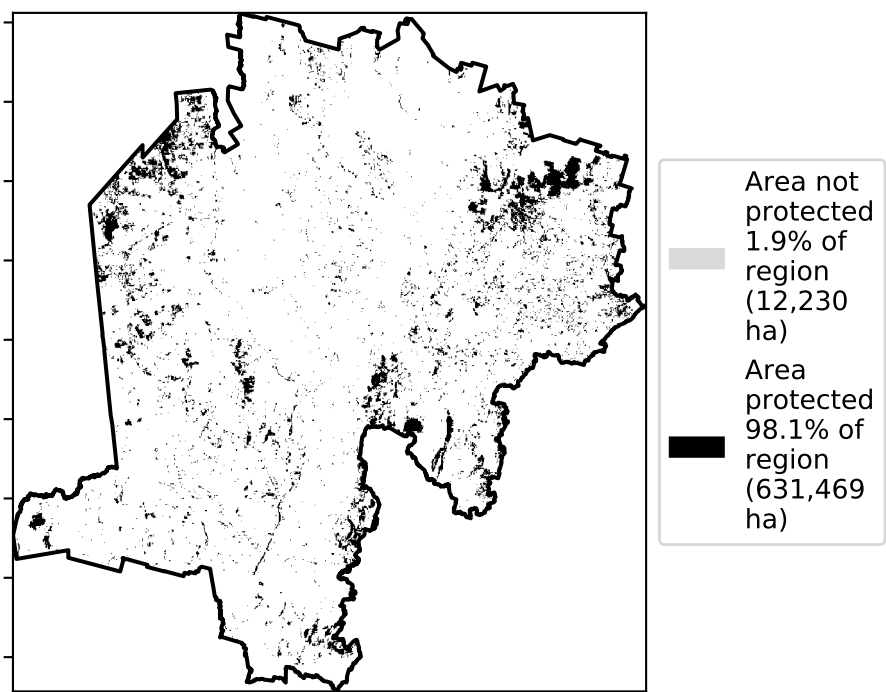 Area not
protected
1.9% of
region
(12,230
ha)
Area
protected
98.1% of
region
(631,469
ha)